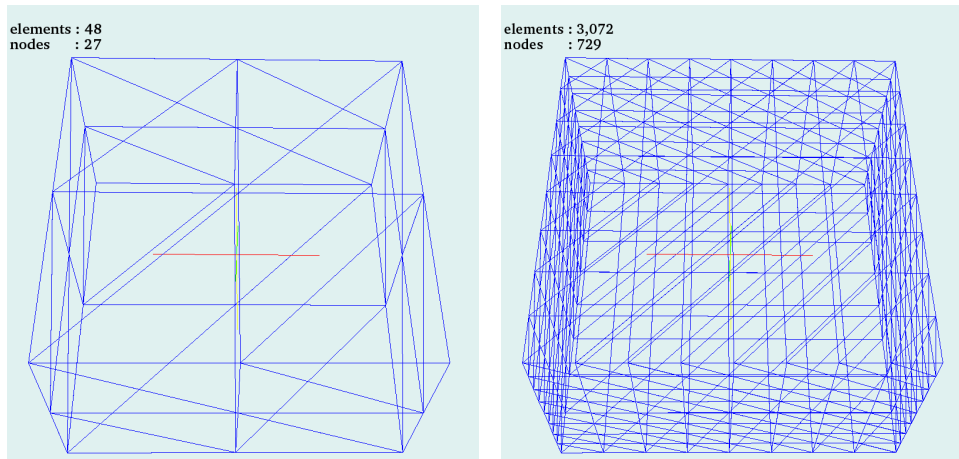 elements : 48
nodes : 27
elements : 3,072
nodes : 729